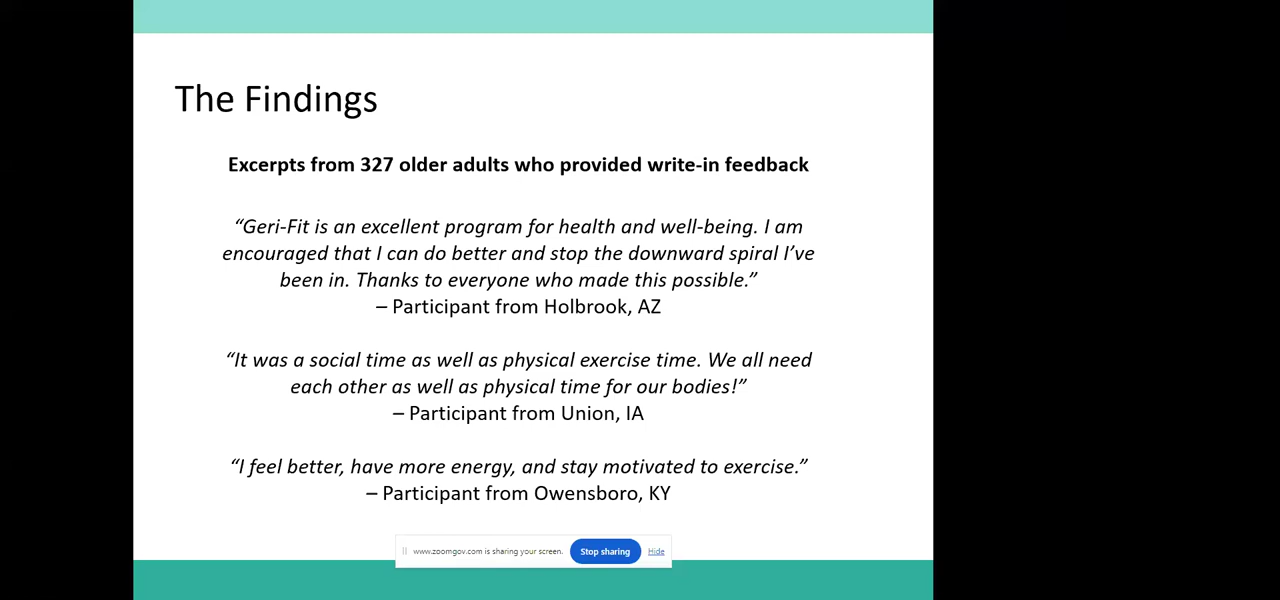 The Findings
Excerpts from 327 older adults who provided write-in feedback
“Geri-Fit is an excellent program for health and well-being. I am
encouraged that I can do better and stop the downward spiral I’ve
been in. Thanks to everyone who made this possible.”
– Participant from Holbrook, AZ
“It was a social time as well as physical exercise time. We all need
each other as well as physical time for our bodies!”
– Participant from Union, IA
“I feel better, have more energy, and stay motivated to exercise.”
– Participant from Owensboro, KY
www.zoomgov.com is sharing your screen. Stop sharing Hide